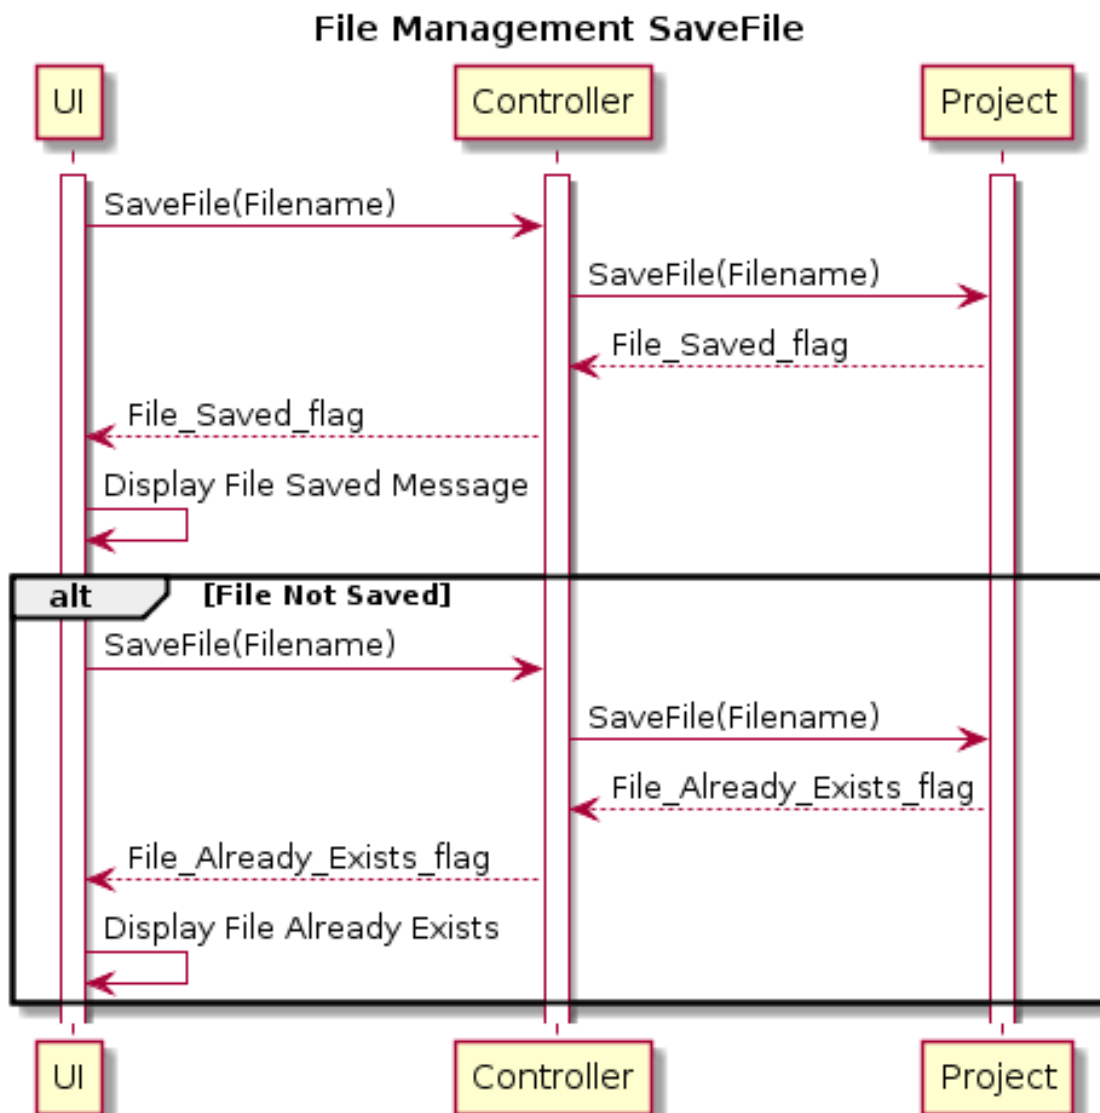 File Management SaveFile
UI
Controller
Project
SaveFile(Filename)
SaveFile(Filename)
File_Saved_flag
File_Saved_flag
Display File Saved Message
alt
[File Not Saved]
SaveFile(Filename)
SaveFile(Filename)
File_Already_Exists_flag
File_Already_Exists_flag
Display File Already Exists
UI
Controller
Project